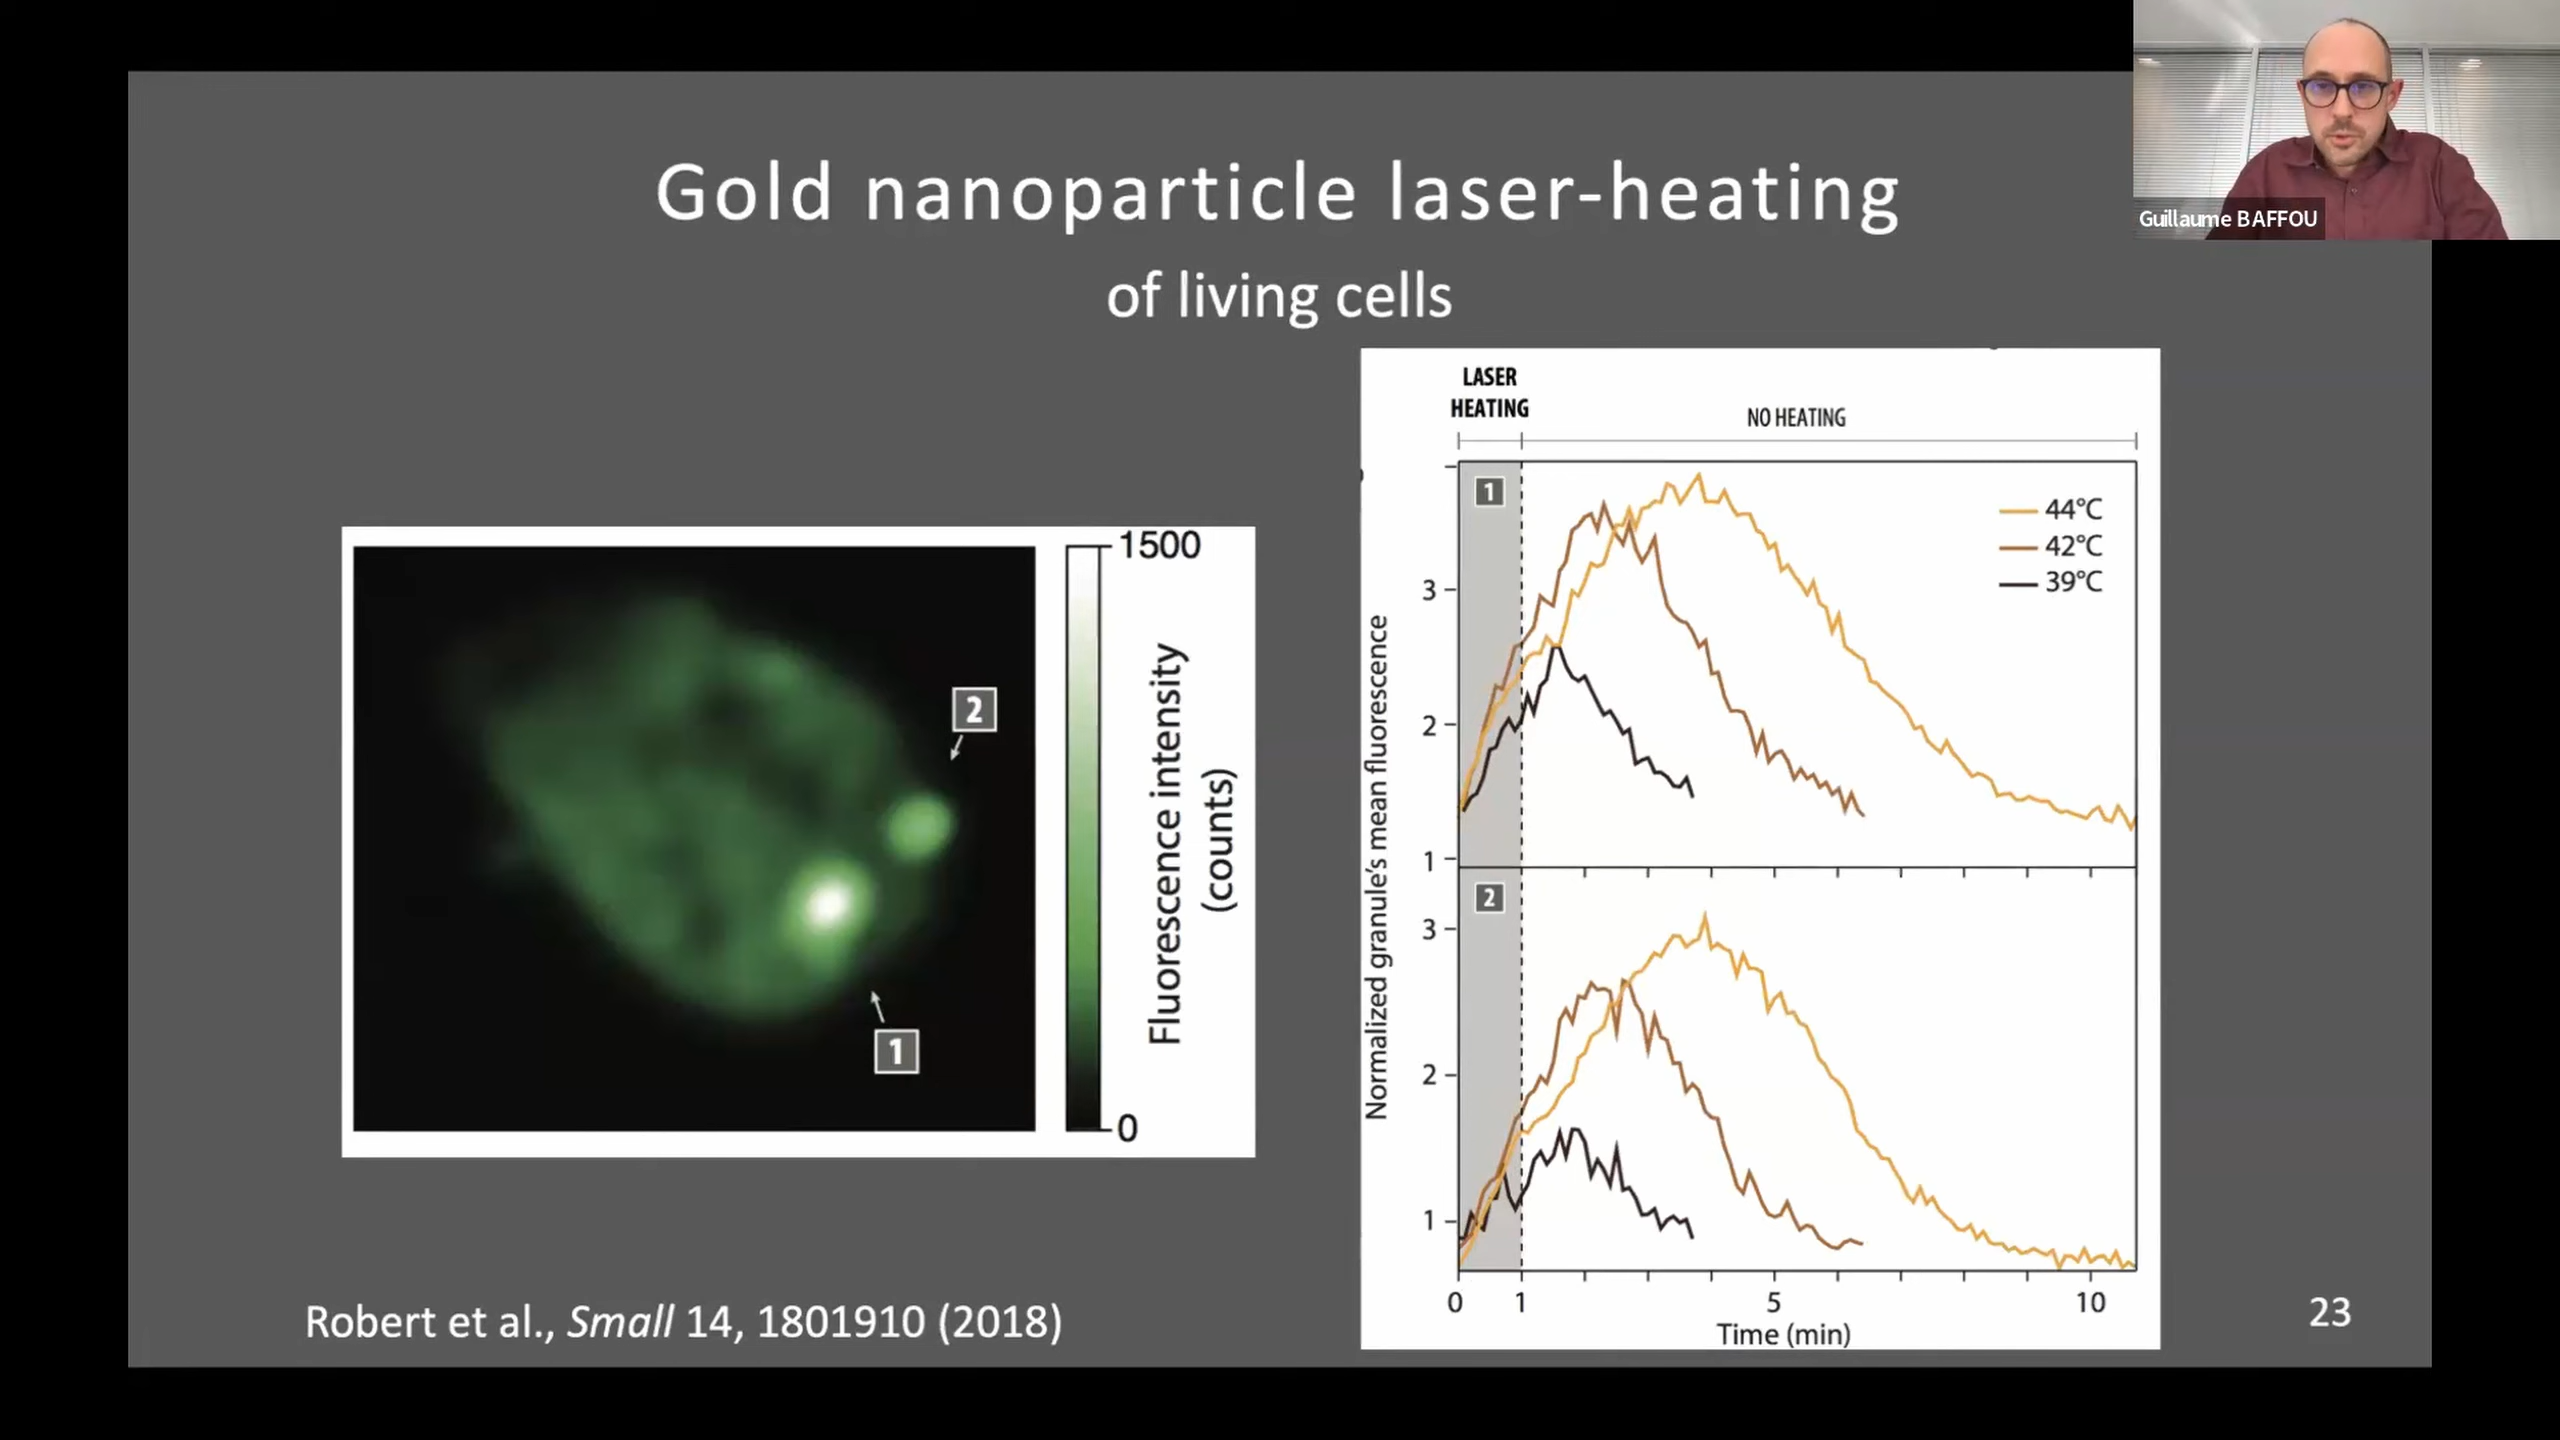 Gold nanoparticle laser-heating
of living cells
Guillaume BAFFOU
1500
0
Fluorescence intensity
(counts)
2
1
LASER
HEATING
NO HEATING
1
44°C
42°C
39°C
3
2
1
2
3
2
1
Normalized granule's mean fluorescence
0 1 5 10
Time (min)
Robert et al., Small 14, 1801910 (2018)
23